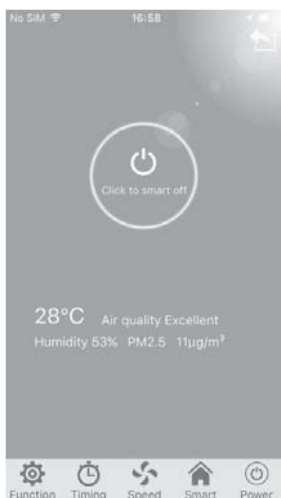 No SIM 16:58
Click to smart off
28°C Air quality Excellent
Humidity 53% PM2.5 11μg/m³
Function Timing Speed Smart Power